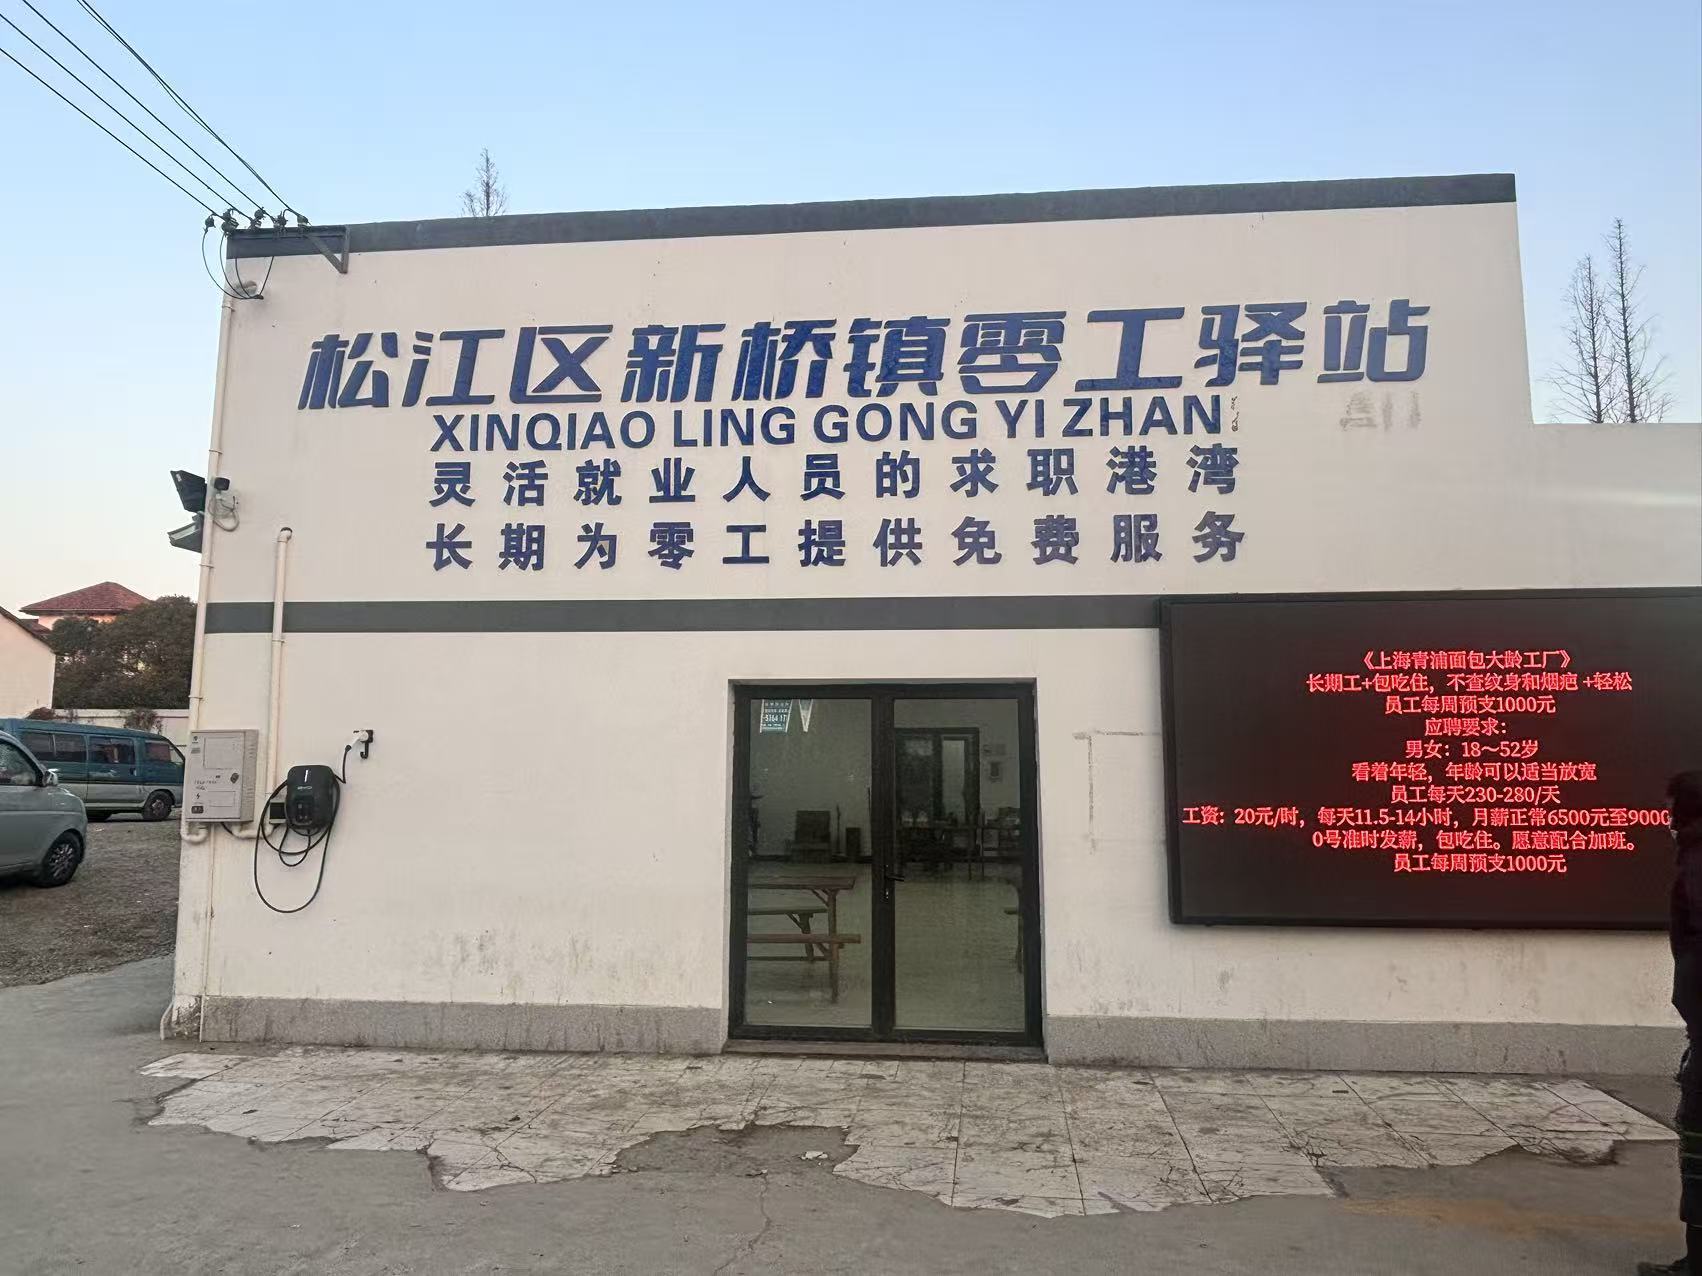 松江区新桥镇零工驿站
XINQIAO LING GONG YI ZHAN
灵活就业人员的求职港湾
长期为零工提供免费服务
《上海青浦面包大龄工厂》
长期工+包吃住，不查纹身和烟疤 +轻松
员工每周预支1000元
应聘要求：
男女：18～52岁
看着年轻，年龄可以适当放宽
员工每天230-280/天
工资：20元/时，每天11.5-14小时，月薪正常6500元至9000
0号准时发薪，包吃住。愿意配合加班。
员工每周预支1000元